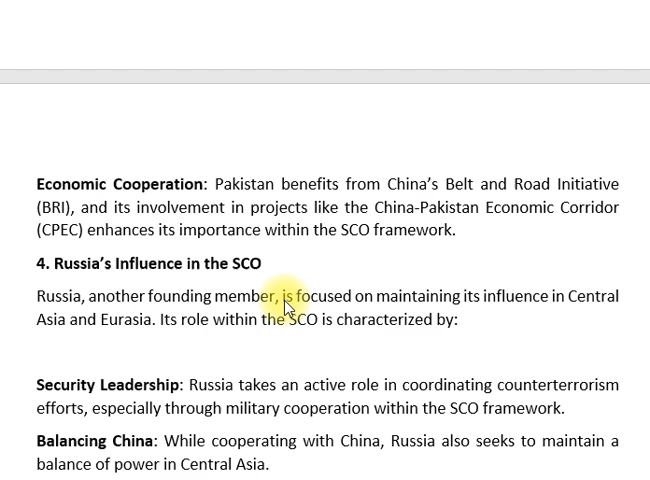 Economic Cooperation: Pakistan benefits from China’s Belt and Road Initiative
(BRI), and its involvement in projects like the China-Pakistan Economic Corridor
(CPEC) enhances its importance within the SCO framework.
4. Russia’s Influence in the SCO
Russia, another founding member, is focused on maintaining its influence in Central
Asia and Eurasia. Its role within the SCO is characterized by:
Security Leadership: Russia takes an active role in coordinating counterterrorism
efforts, especially through military cooperation within the SCO framework.
Balancing China: While cooperating with China, Russia also seeks to maintain a
balance of power in Central Asia.